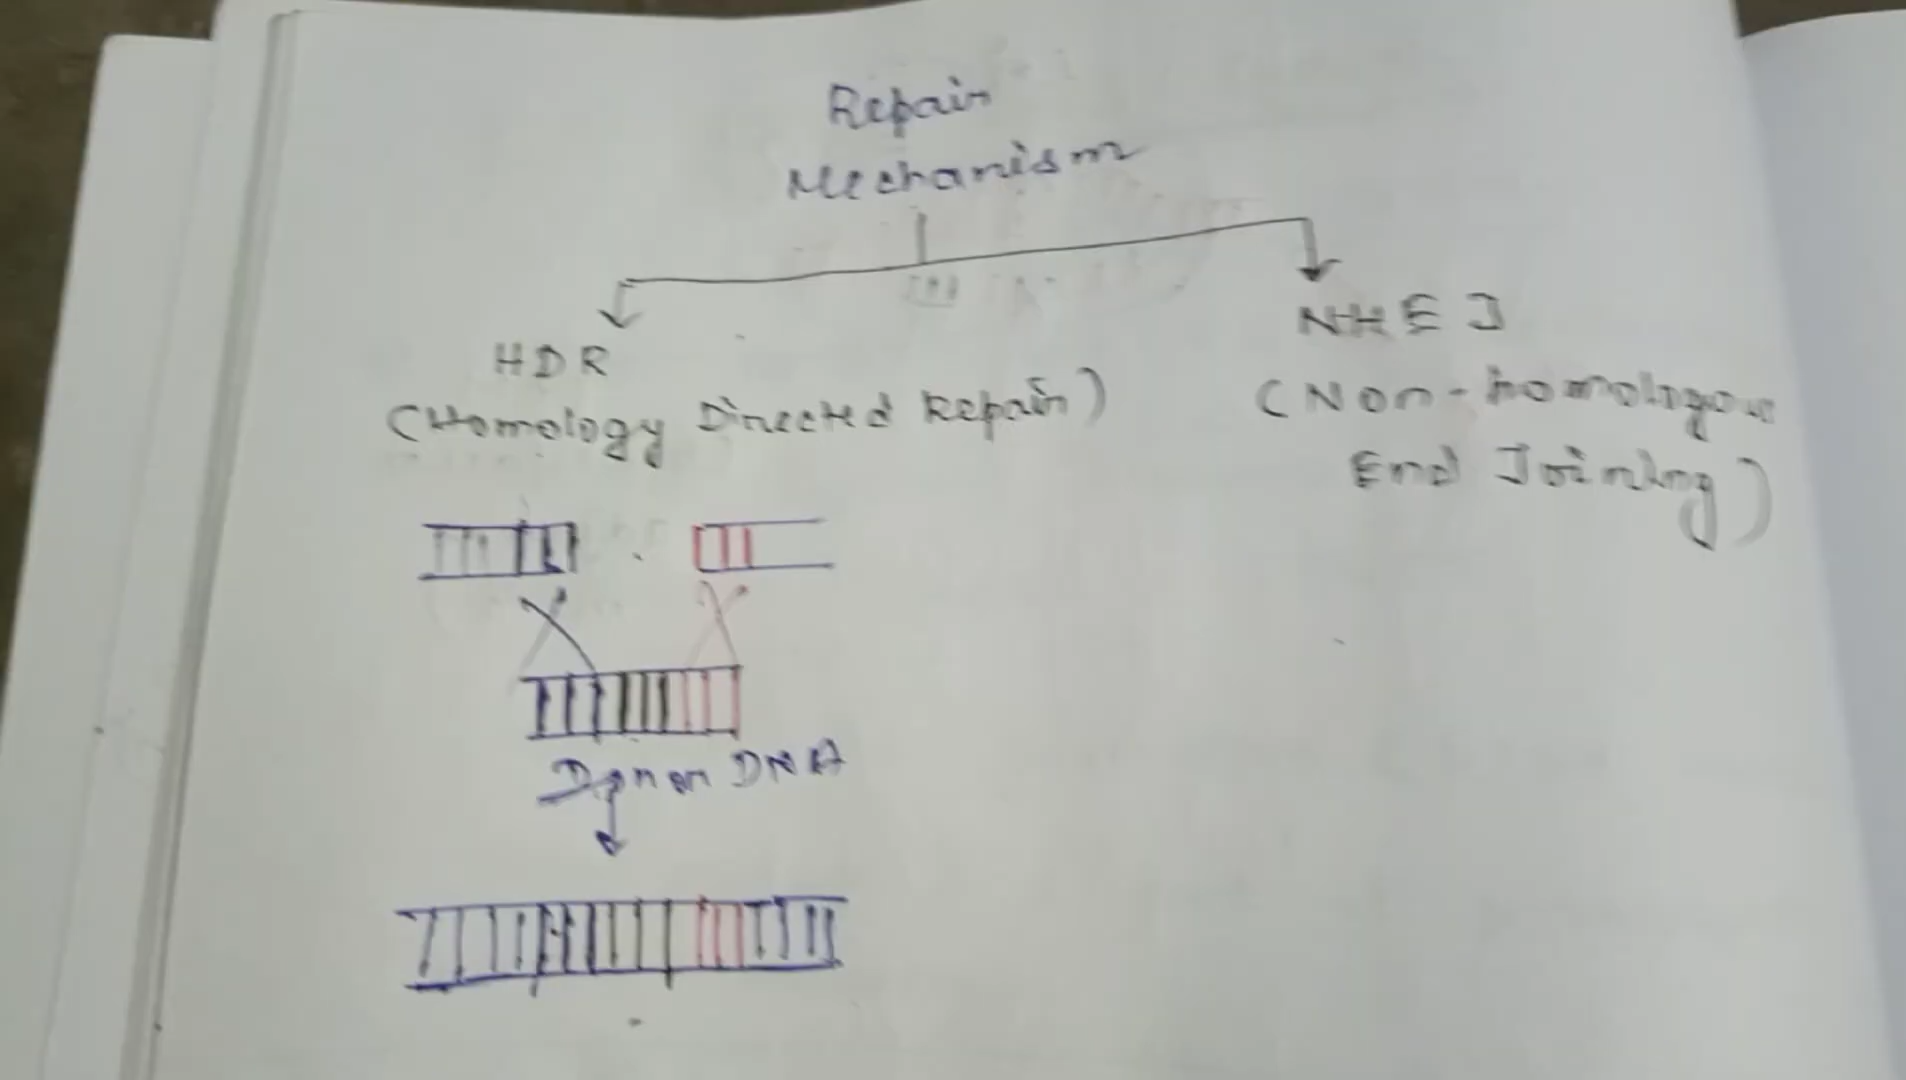 Repair
Mechanism
HDR
(Homology Directed Repair)
NHEJ
(Non-homologous
End Joining)
Donor DNA